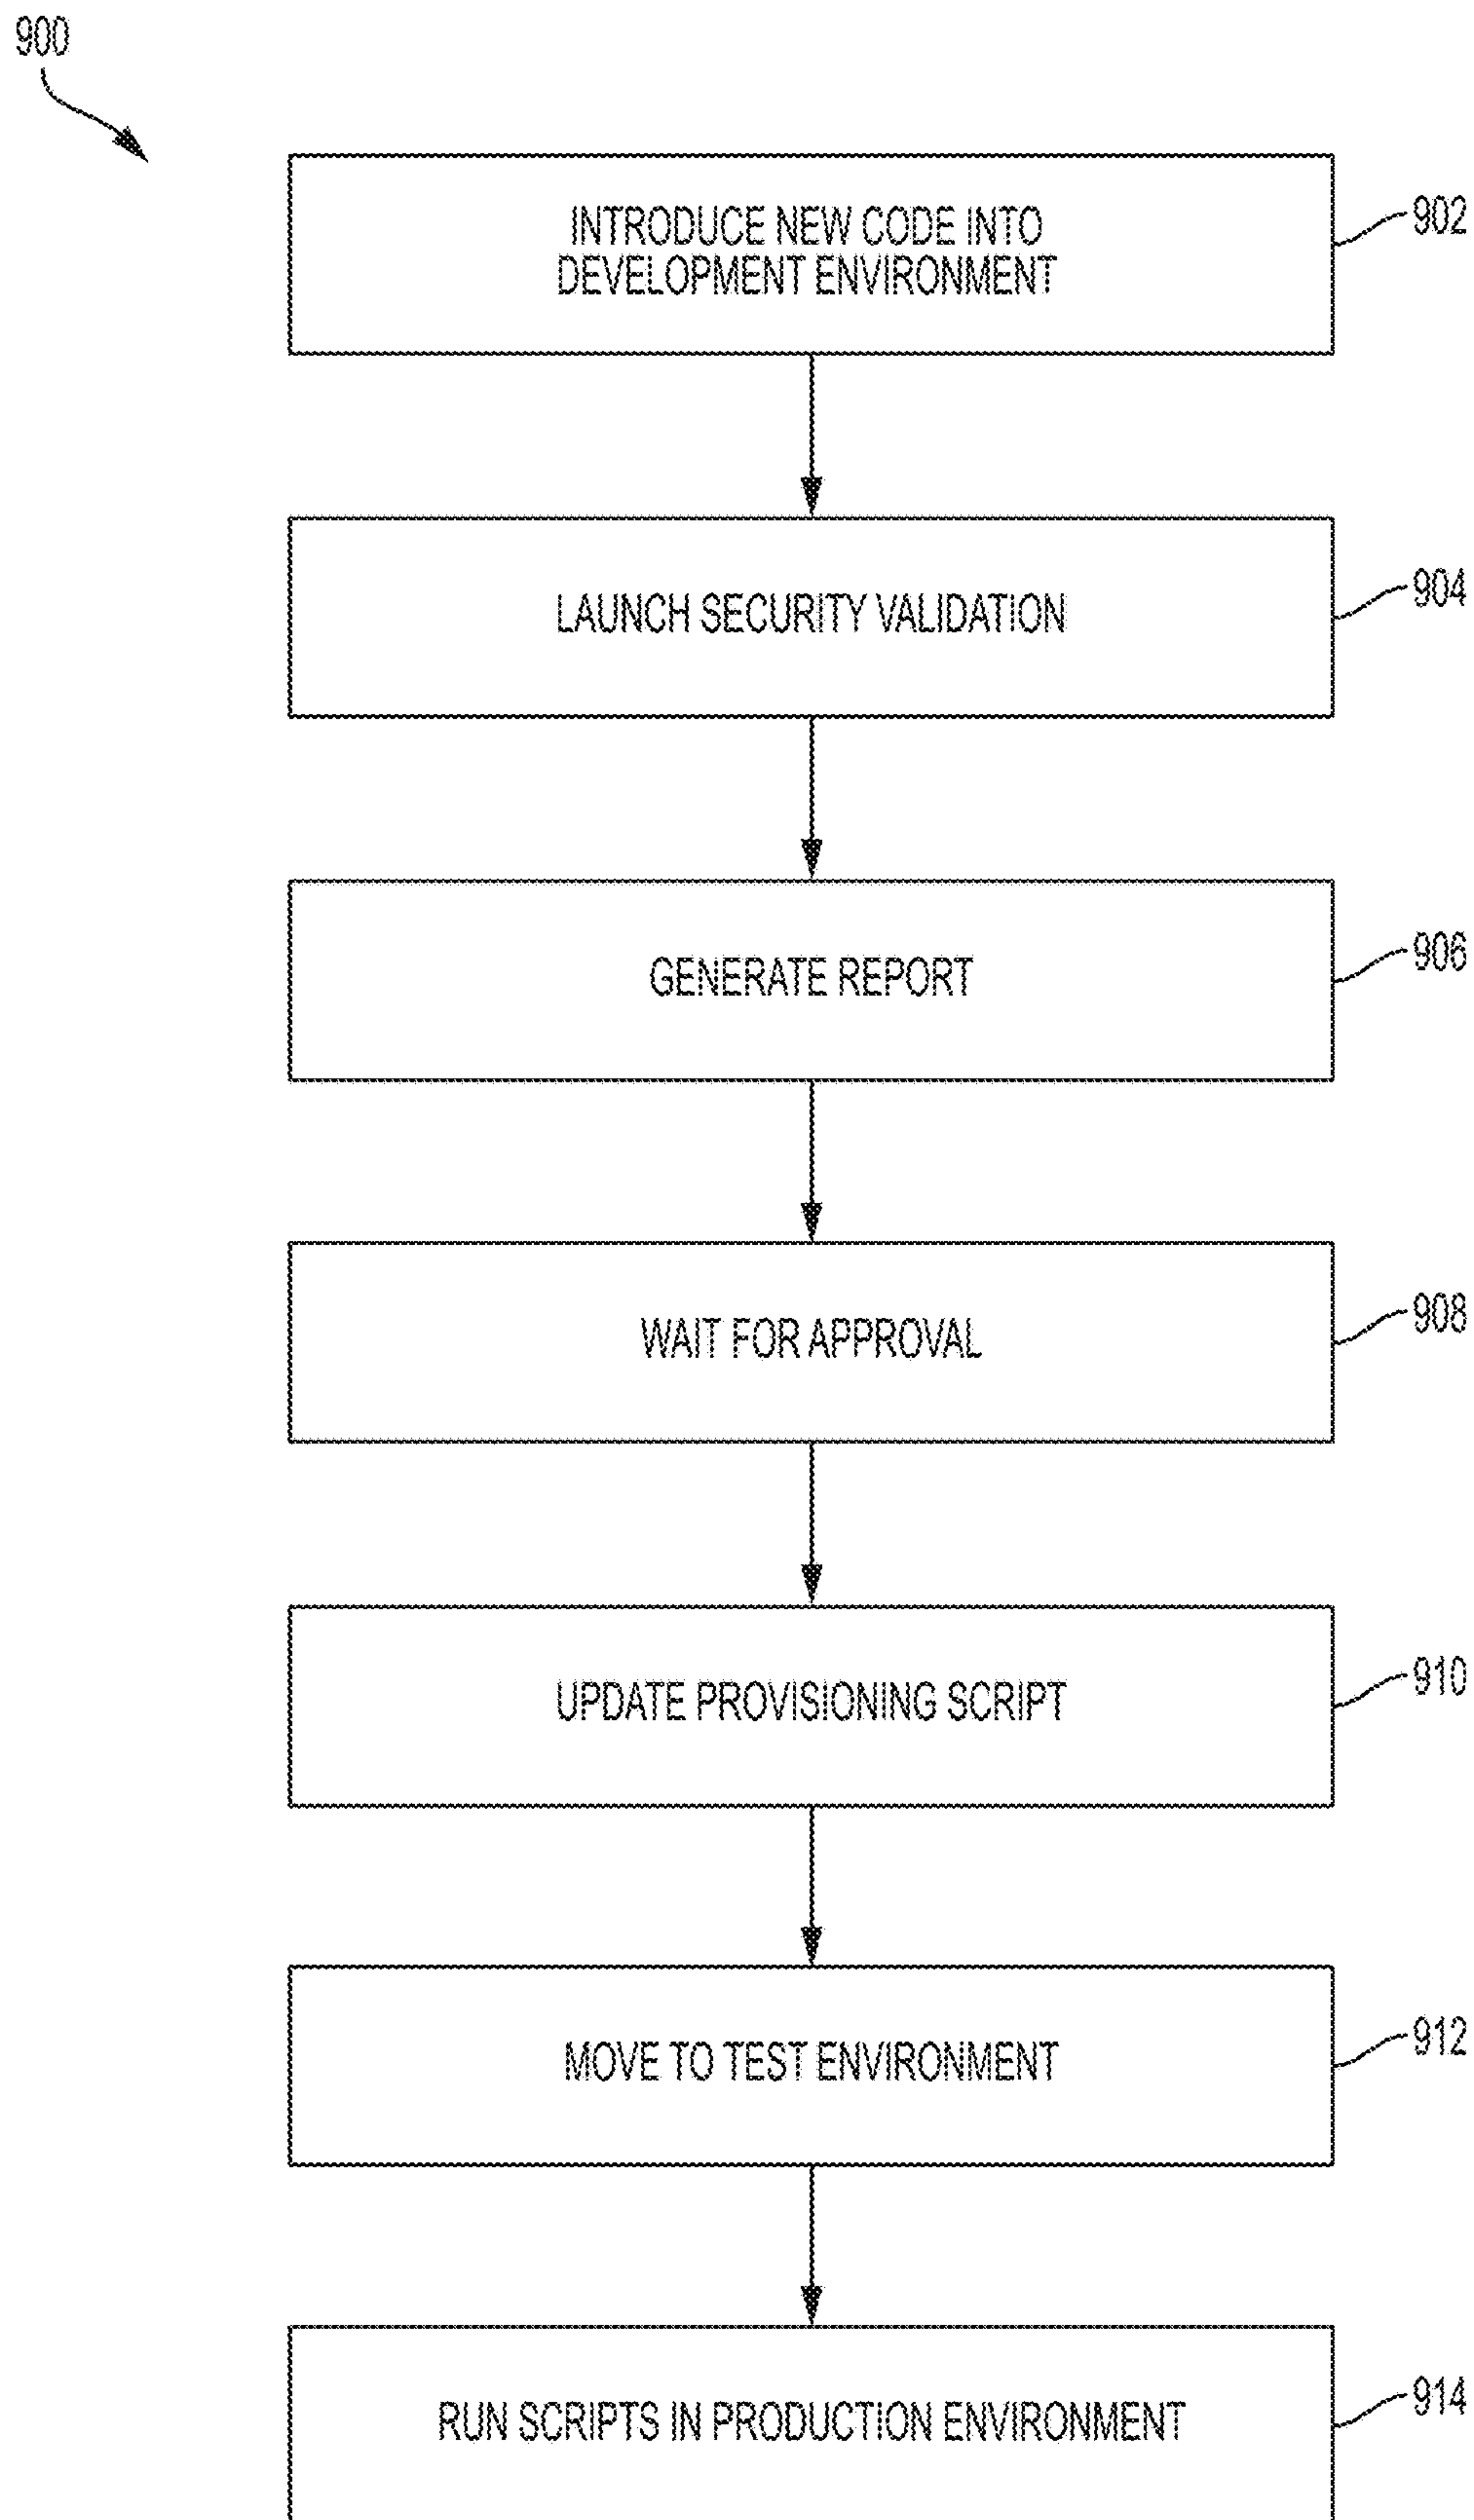 900
INTRODUCE NEW CODE INTO
DEVELOPMENT ENVIRONMENT
902
LAUNCH SECURITY VALIDATION
904
GENERATE REPORT
906
WAIT FOR APPROVAL
908
UPDATE PROVISIONING SCRIPT
910
MOVE TO TEST ENVIRONMENT
912
RUN SCRIPTS IN PRODUCTION ENVIRONMENT
914